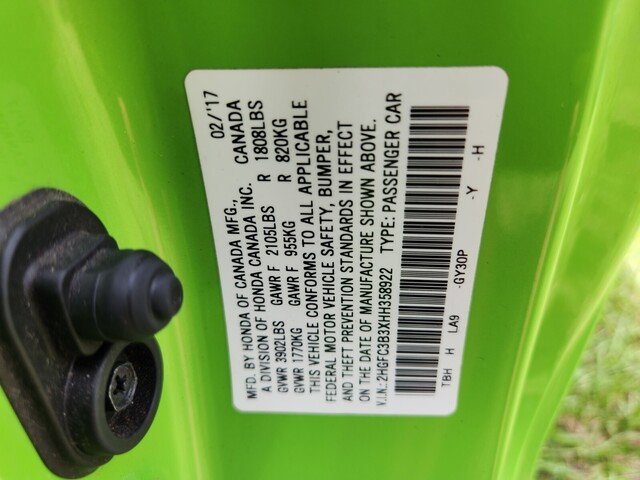 MFD. BY HONDA OF CANADA MFG., 02/'17
A DIVISION OF HONDA CANADA INC. CANADA
GVWR 3902LBS GAWR F 2105LBS R 1808LBS
GVWR 1770KG GAWR F 955KG R 820KG
THIS VEHICLE CONFORMS TO ALL APPLICABLE
FEDERAL MOTOR VEHICLE SAFETY, BUMPER,
AND THEFT PREVENTION STANDARDS IN EFFECT
ON THE DATE OF MANUFACTURE SHOWN ABOVE.
V.I.N.: 2HGFC3B3XHH358922 TYPE: PASSENGER CAR
TBH H LA9 -Y -H
-GY30P